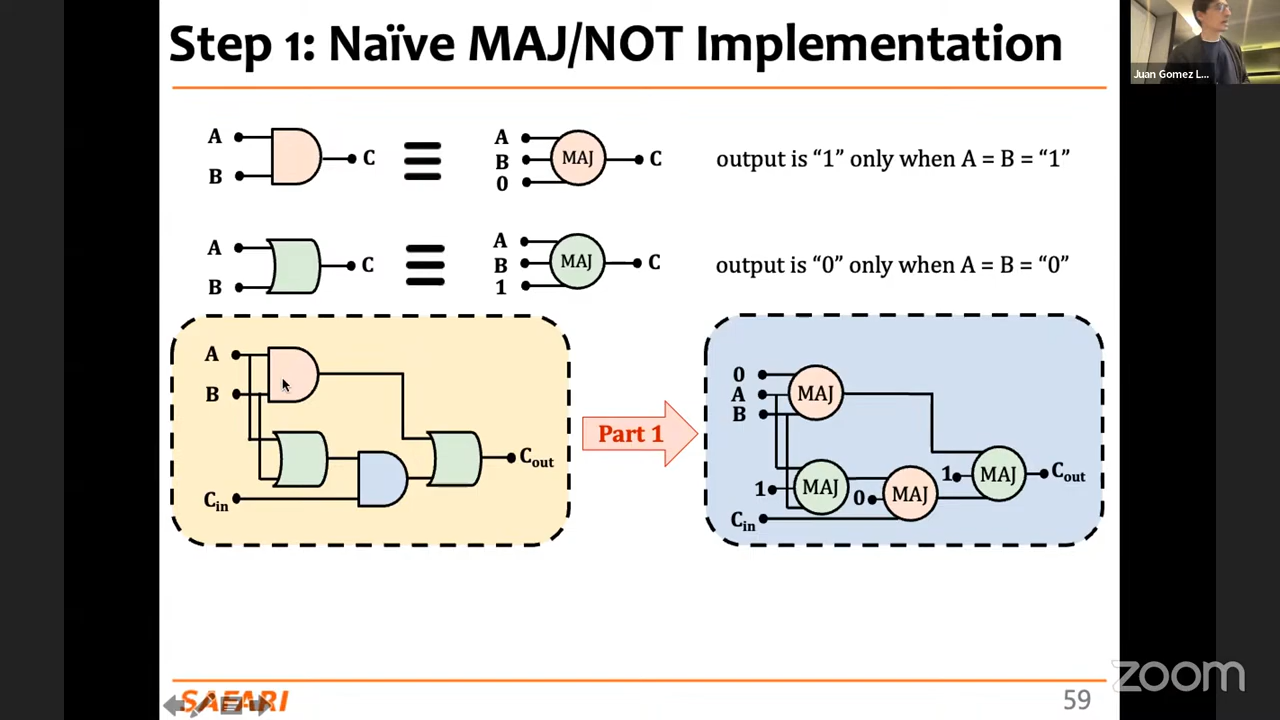 Step 1: Naïve MAJ/NOT Implementation
Juan Gomez L...
A
B
C
A
B
0
MAJ
C
output is “1” only when A = B = “1”
A
B
C
A
B
1
MAJ
C
output is “0” only when A = B = “0”
A
B
Cin
Cout
Part 1
0
A
B
MAJ
1
MAJ
0
MAJ
1
MAJ
Cout
Cin
SAFARI
59
zoom